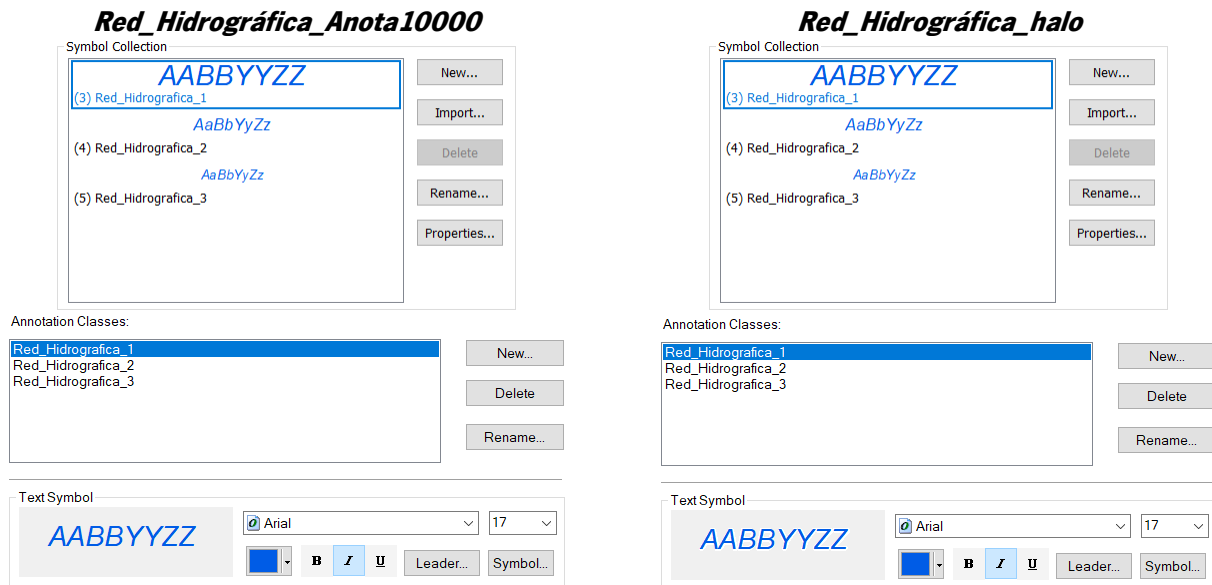 Red_Hidrográfica_Anota10000
Symbol Collection
AABBYYZZ
(3) Red_Hidrografica_1
AaBbYyZz
(4) Red_Hidrografica_2
AaBbYyZz
(5) Red_Hidrografica_3
New...
Import...
Delete
Rename...
Properties...
Annotation Classes:
Red_Hidrografica_1
Red_Hidrografica_2
Red_Hidrografica_3
New...
Delete
Rename...
Text Symbol
AABBYYZZ
Arial
17
B I U
Leader...
Symbol...
Red_Hidrográfica_halo
Symbol Collection
AABBYYZZ
(3) Red_Hidrografica_1
AaBbYyZz
(4) Red_Hidrografica_2
AaBbYyZz
(5) Red_Hidrografica_3
New...
Import...
Delete
Rename...
Properties...
Annotation Classes:
Red_Hidrografica_1
Red_Hidrografica_2
Red_Hidrografica_3
New...
Delete
Rename...
Text Symbol
AABBYYZZ
Arial
17
B I U
Leader...
Symbol...